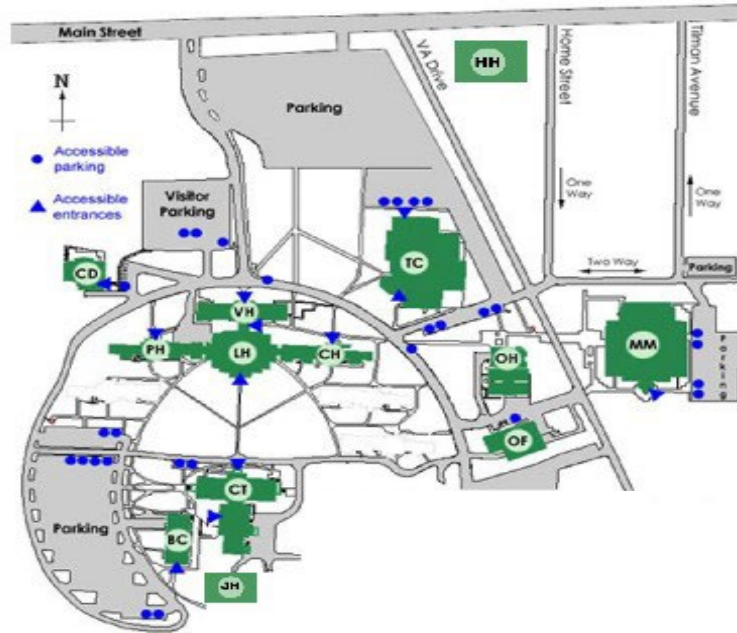 Main Street
HH
VA Drive
Home Street
Tilman Avenue
N
Parking
Accessible
parking
Accessible
entrances
Visitor
Parking
One
Way
One
Way
CD
TC
Two Way
Parking
VH
PH
LH
CH
OH
MM
Parking
OF
CT
Parking
BC
JH